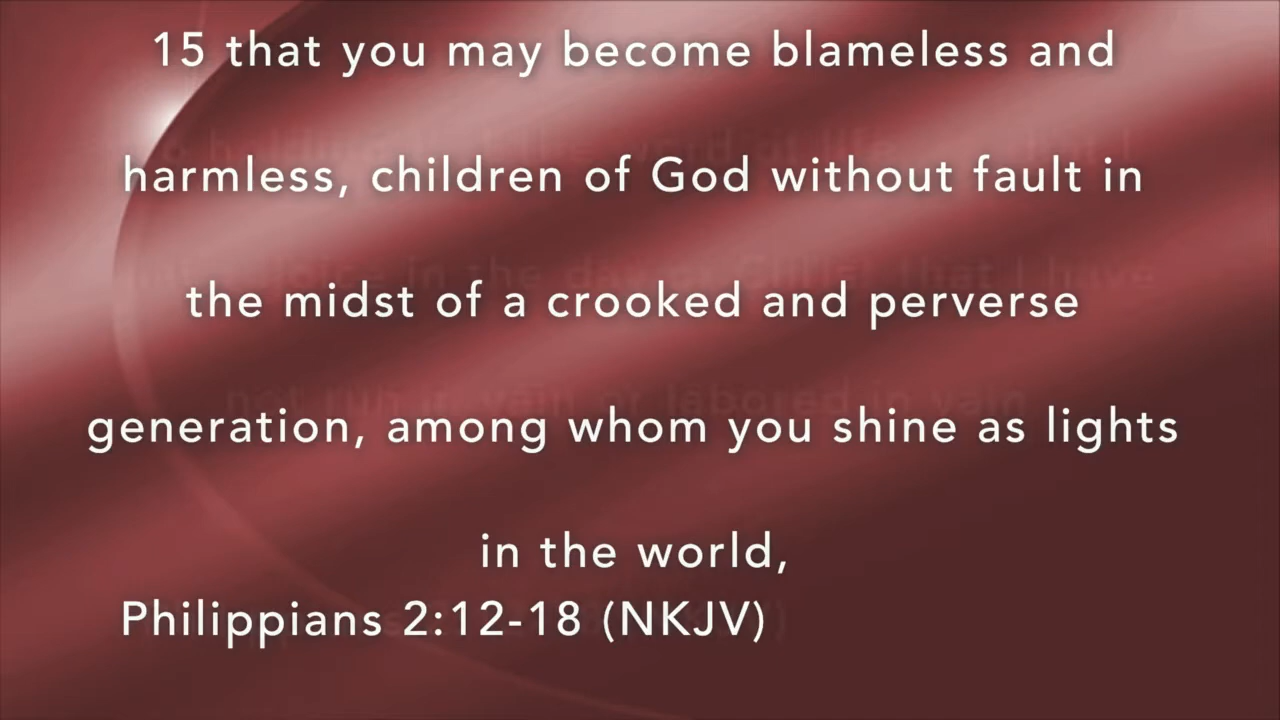 15 that you may become blameless and
harmless, children of God without fault in
the midst of a crooked and perverse
generation, among whom you shine as lights
in the world,
Philippians 2:12-18 (NKJV)